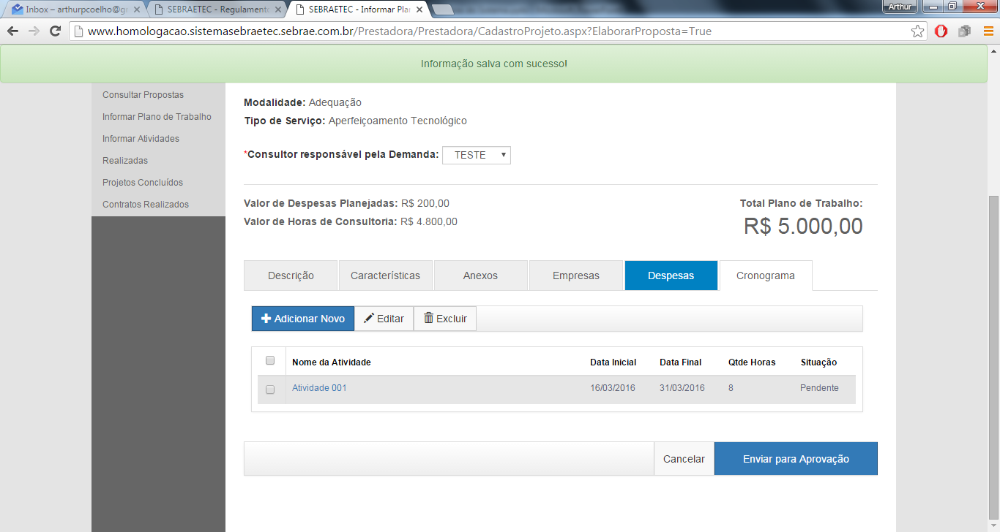 Inbox – arthurpcoelho@g
SEBRAETEC - Regulamento
SEBRAETEC - Informar Pla
Arthur
www.homologacao.sistemasebraetec.sebrae.com.br/Prestadora/Prestadora/CadastroProjeto.aspx?ElaborarProposta=True
Informação salva com sucesso!
Consultar Propostas
Informar Plano de Trabalho
Informar Atividades
Realizadas
Projetos Concluídos
Contratos Realizados
Modalidade: Adequação
Tipo de Serviço: Aperfeiçoamento Tecnológico
*Consultor responsável pela Demanda: TESTE
Valor de Despesas Planejadas: R$ 200,00
Valor de Horas de Consultoria: R$ 4.800,00
Total Plano de Trabalho:
R$ 5.000,00
Descrição Características Anexos Empresas Despesas Cronograma
Adicionar Novo Editar Excluir
Nome da Atividade Data Inicial Data Final Qtde Horas Situação
Atividade 001 16/03/2016 31/03/2016 8 Pendente
Cancelar Enviar para Aprovação